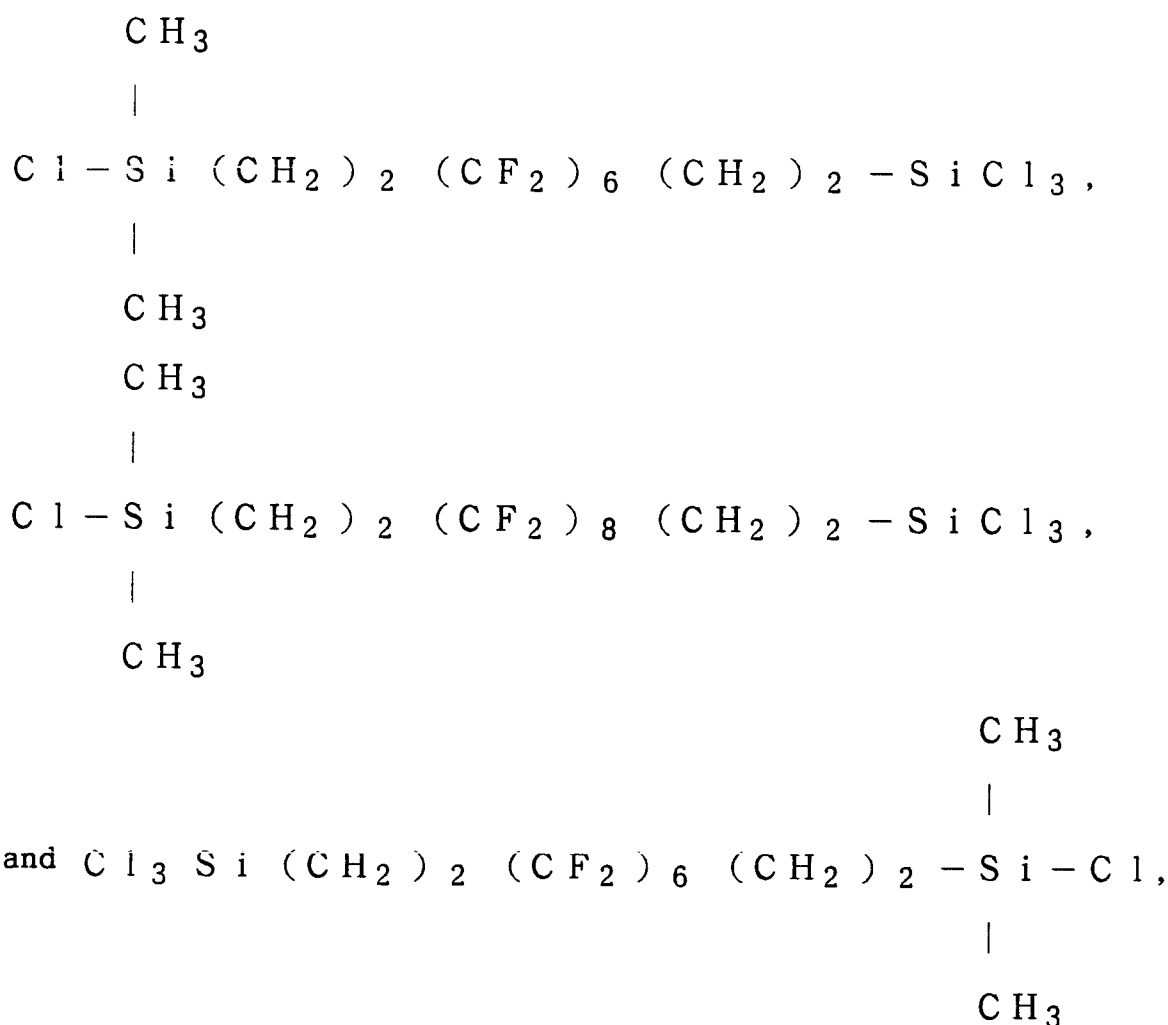 CH3
|
Cl-Si(CH2)2(CF2)6(CH2)2-SiCl3,
|
CH3
CH3
|
Cl-Si(CH2)2(CF2)8(CH2)2-SiCl3,
|
CH3
CH3
|
and Cl3Si(CH2)2(CF2)6(CH2)2-Si-Cl,
|
CH3